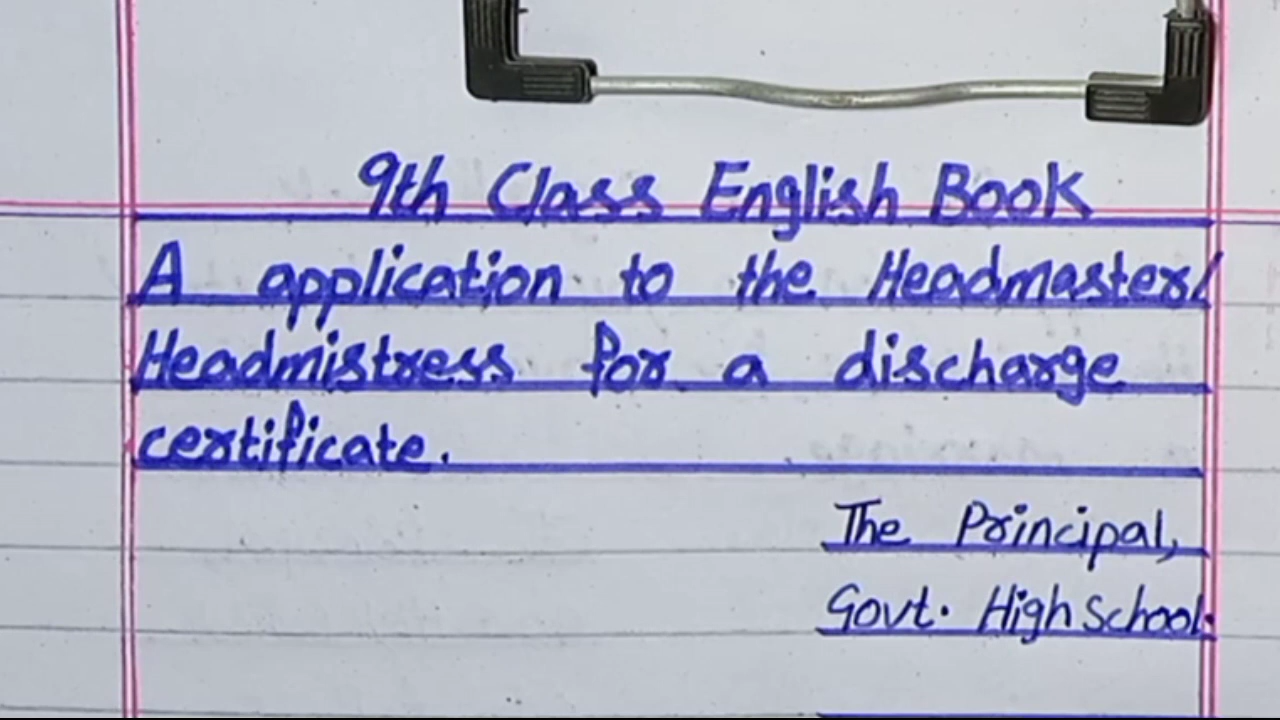 9th Class English Book
A application to the Headmaster/
Headmistress for a discharge
certificate.
The Principal,
Govt. High School.